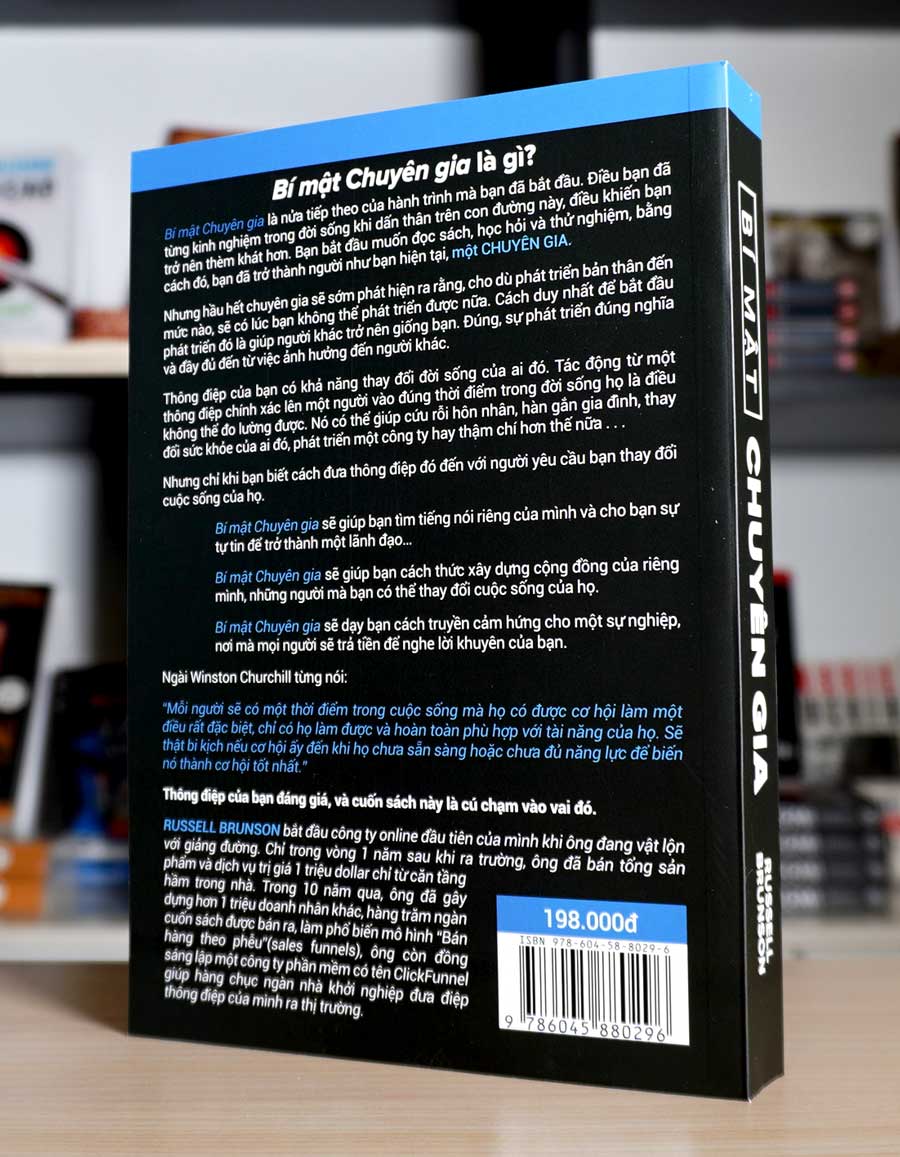 Bí mật Chuyên gia là gì?
Bí mật Chuyên gia là nửa tiếp theo của hành trình mà bạn đã bắt đầu. Điều bạn đã
từng kinh nghiệm trong đời sống khi dấn thân trên con đường này, điều khiến bạn
trở nên thèm khát hơn. Bạn bắt đầu muốn đọc sách, học hỏi và thử nghiệm, bằng
cách đó, bạn đã trở thành người như bạn hiện tại, một CHUYÊN GIA.
Nhưng hầu hết chuyên gia sẽ sớm phát hiện ra rằng, cho dù phát triển bản thân đến
mức nào, sẽ có lúc bạn không thể phát triển được nữa. Cách duy nhất để bắt đầu
phát triển đó là giúp người khác trở nên giống bạn. Đúng, sự phát triển đúng nghĩa
và đầy đủ đến từ việc ảnh hưởng đến người khác.
Thông điệp của bạn có khả năng thay đổi đời sống của ai đó. Tác động từ một
thông điệp chính xác lên một người vào đúng thời điểm trong đời sống họ là điều
không thể đo lường được. Nó có thể giúp cứu rỗi hôn nhân, hàn gắn gia đình, thay
đổi sức khỏe của ai đó, phát triển một công ty hay thậm chí hơn thế nữa . . .
Nhưng chỉ khi bạn biết cách đưa thông điệp đó đến với người yêu cầu bạn thay đổi
cuộc sống của họ.
Bí mật Chuyên gia sẽ giúp bạn tìm tiếng nói riêng của mình và cho bạn sự
tự tin để trở thành một lãnh đạo...
Bí mật Chuyên gia sẽ giúp bạn cách thức xây dựng cộng đồng của riêng
mình, những người mà bạn có thể thay đổi cuộc sống của họ.
Bí mật Chuyên gia sẽ dạy bạn cách truyền cảm hứng cho một sự nghiệp,
nơi mà mọi người sẽ trả tiền để nghe lời khuyên của bạn.
Ngài Winston Churchill từng nói:
“Mỗi người sẽ có một thời điểm trong cuộc sống mà họ có được cơ hội làm một
điều rất đặc biệt, chỉ có họ làm được và hoàn toàn phù hợp với tài năng của họ. Sẽ
thật bi kịch nếu cơ hội ấy đến khi họ chưa sẵn sàng hoặc chưa đủ năng lực để biến
nó thành cơ hội tốt nhất.”
Thông điệp của bạn đáng giá, và cuốn sách này là cú chạm vào vai đó.
RUSSELL BRUNSON bắt đầu công ty online đầu tiên của mình khi ông đang vật lộn
với giảng đường. Chỉ trong vòng 1 năm sau khi ra trường, ông đã bán tổng sản
phẩm và dịch vụ trị giá 1 triệu dollar chỉ từ căn tầng
hầm trong nhà. Trong 10 năm qua, ông đã gây
dựng hơn 1 triệu doanh nhân khác, hàng trăm ngàn
cuốn sách được bán ra, làm phổ biến mô hình "Bán
hàng theo phễu"(sales funnels), ông còn đồng
sáng lập một công ty phần mềm có tên ClickFunnel
giúp hàng chục ngàn nhà khởi nghiệp đưa điệp
thông điệp của mình ra thị trường.
198.000đ
ISBN 978-604-58-8029-6
9 786045 880296
BÍ MẬT CHUYÊN GIA
RUSSELL
BRUNSON